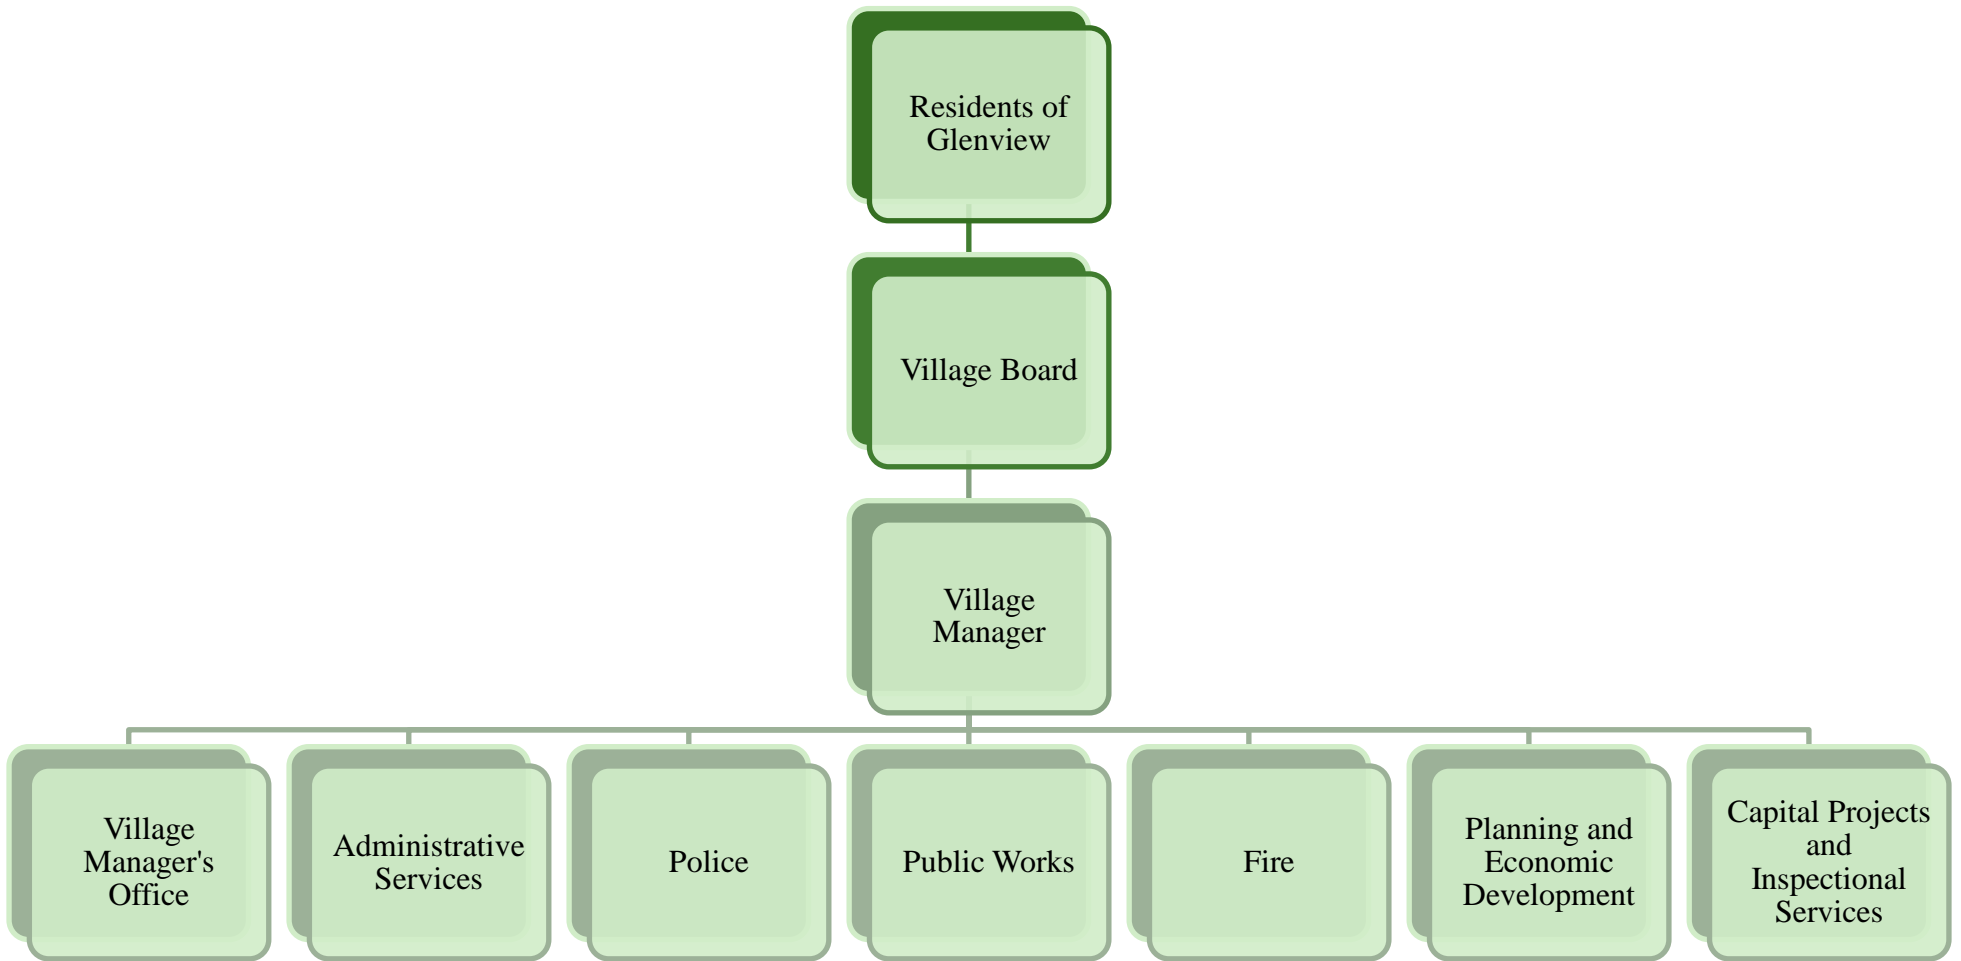 Residents of
Glenview
Village Board
Village
Manager
Village
Manager's
Office
Administrative
Services
Police
Public Works
Fire
Planning and
Economic
Development
Capital Projects
and
Inspectional
Services